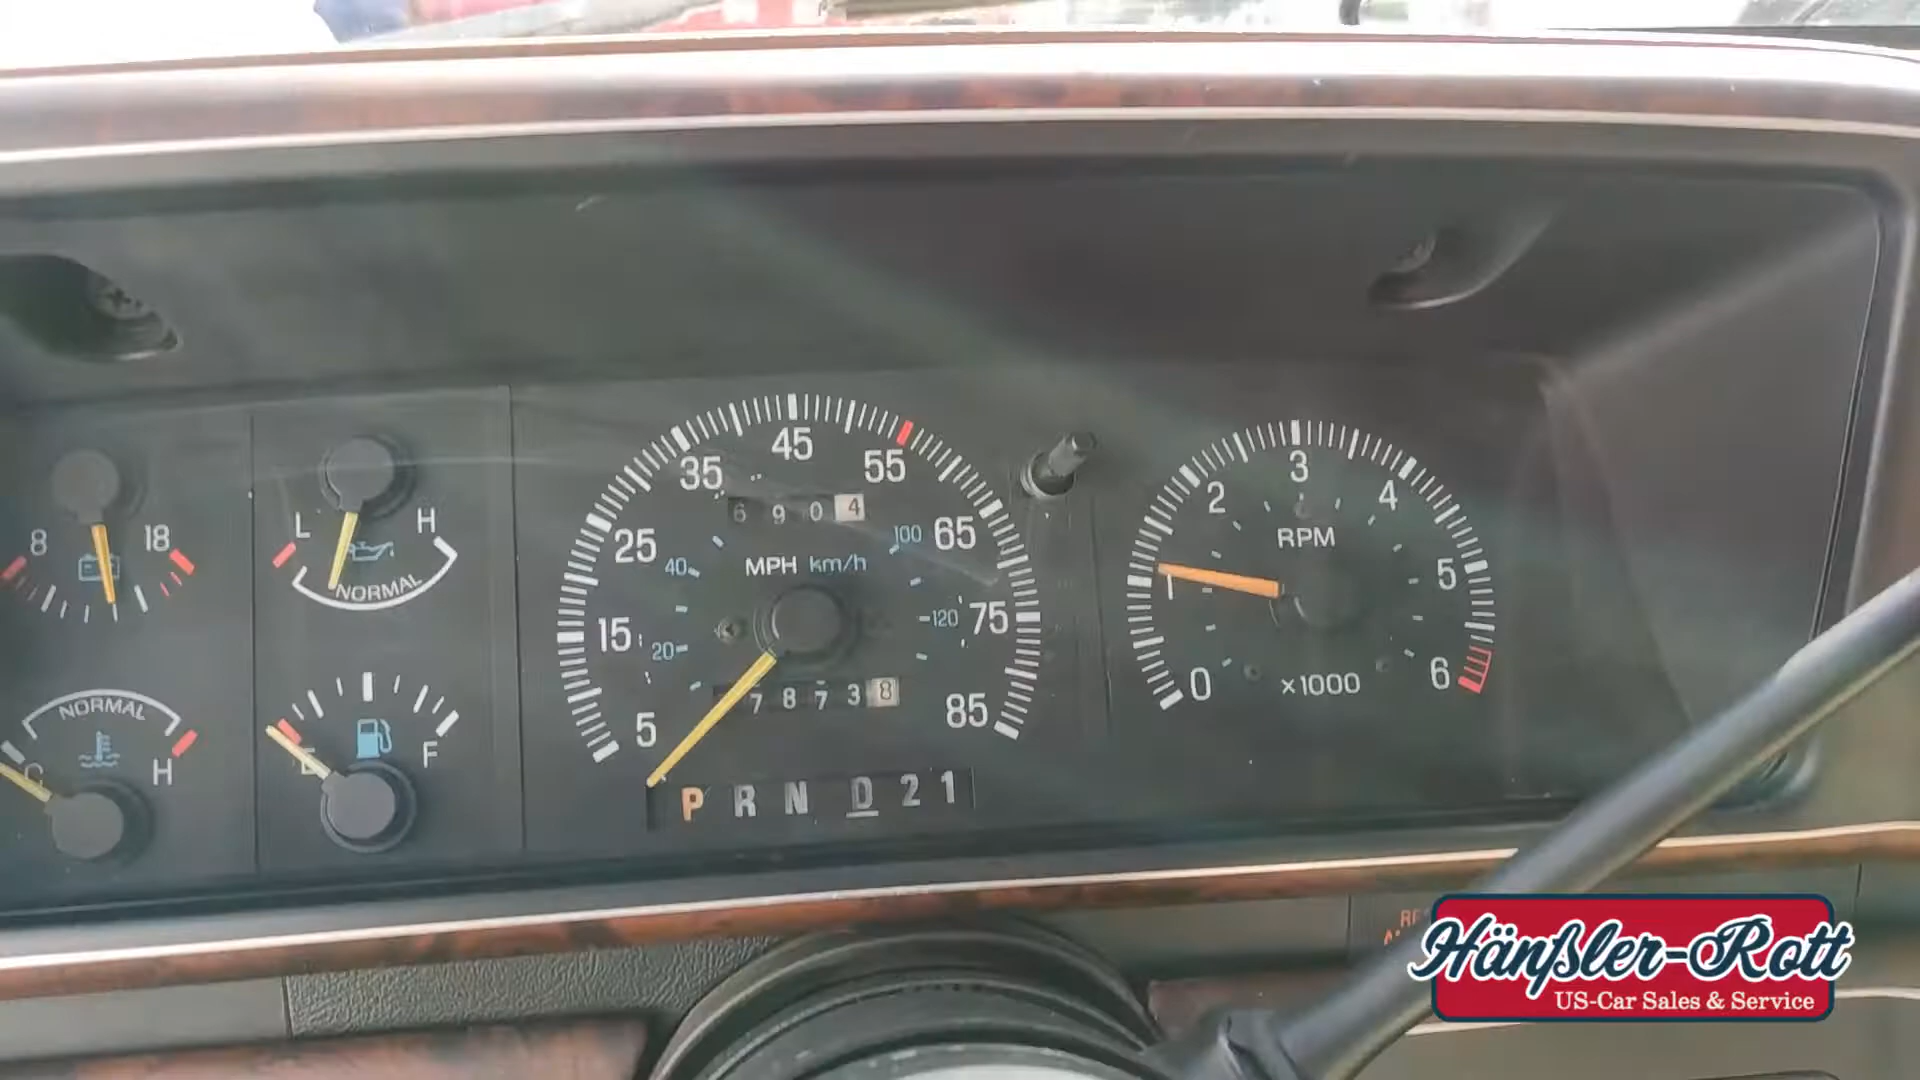 8 18
L H
NORMAL
NORMAL
C H
E F
5 15 25 35 45 55 65 75 85
20 40 100 120
6 9 0 4
MPH km/h
7 8 7 3 8
P R N D 2 1
0 1 2 3 4 5 6
RPM
×1000
Hänßler-Rott
US-Car Sales & Service